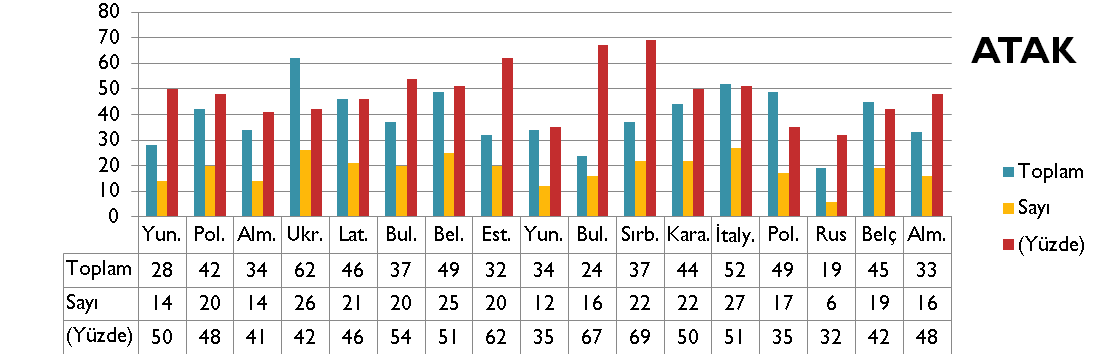 ATAK
80
70
60
50
40
30
20
10
0
Toplam
Sayı
(Yüzde)
Yun. Pol. Alm. Ukr. Lat. Bul. Bel. Est. Yun. Bul. Sırb. Kara. İtaly. Pol. Rus Belç Alm.
Toplam 28 42 34 62 46 37 49 32 34 24 37 44 52 49 19 45 33
Sayı 14 20 14 26 21 20 25 20 12 16 22 22 27 17 6 19 16
(Yüzde) 50 48 41 42 46 54 51 62 35 67 69 50 51 35 32 42 48